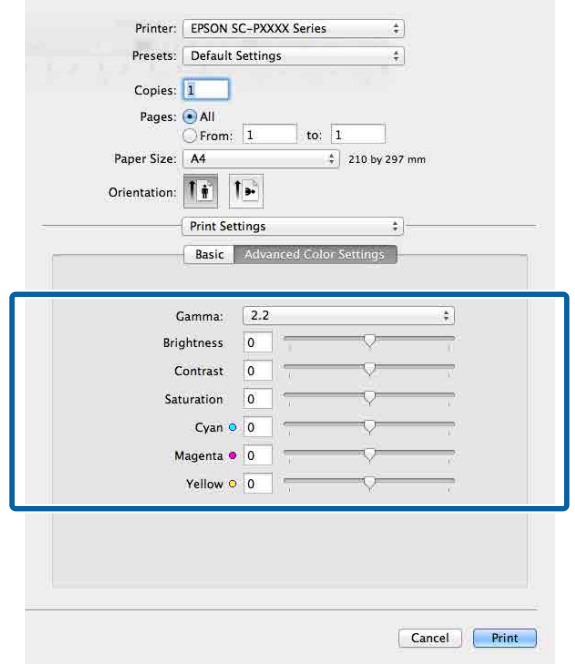 Printer: EPSON SC-PXXXX Series
Presets: Default Settings
Copies: 1
Pages: All
From: 1 to: 1
Paper Size: A4 210 by 297 mm
Orientation:
Print Settings
Basic Advanced Color Settings
Gamma: 2.2
Brightness 0
Contrast 0
Saturation 0
Cyan 0
Magenta 0
Yellow 0
Cancel Print